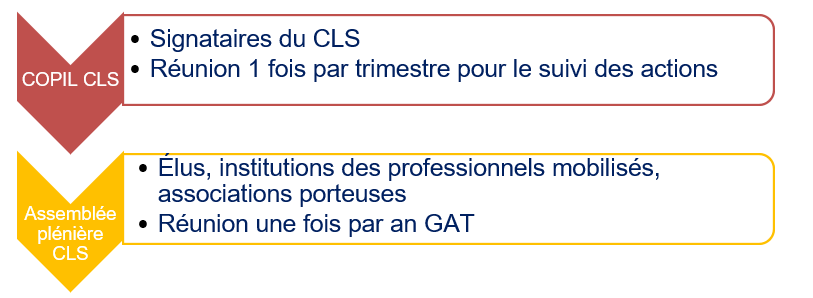 COPIL CLS
• Signataires du CLS
• Réunion 1 fois par trimestre pour le suivi des actions
Assemblée
plénière
CLS
• Élus, institutions des professionnels mobilisés,
associations porteuses
• Réunion une fois par an GAT